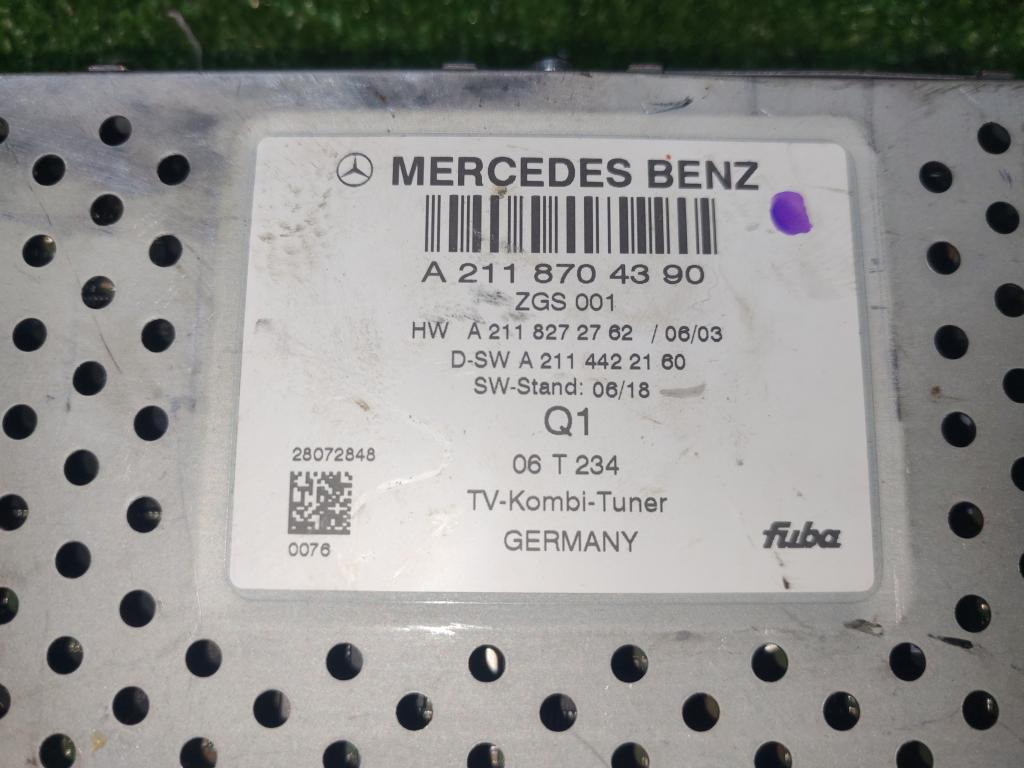 MERCEDES BENZ
A 211 870 43 90
ZGS 001
HW A 211 827 27 62 / 06/03
D-SW A 211 442 21 60
SW-Stand: 06/18
Q1
28072848
06 T 234
TV-Kombi-Tuner
0076
GERMANY
fuba